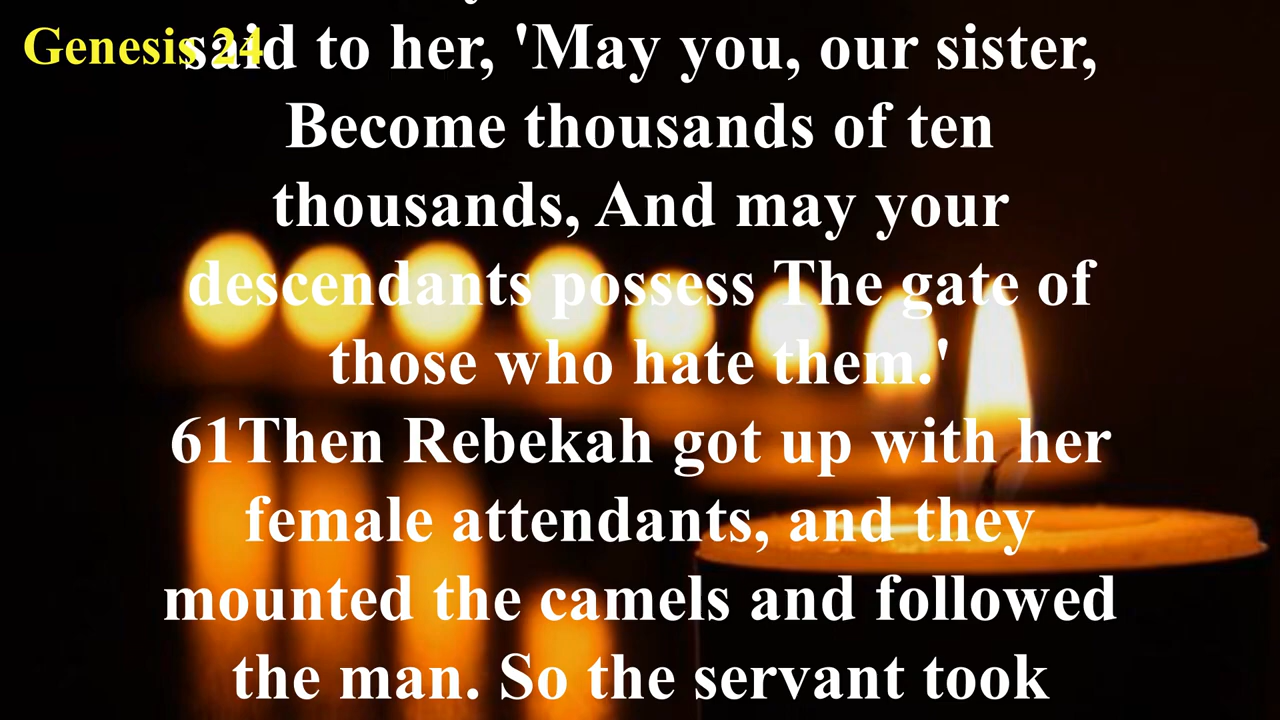 Genesis 24
said to her, 'May you, our sister,
Become thousands of ten
thousands, And may your
descendants possess The gate of
those who hate them.'
61Then Rebekah got up with her
female attendants, and they
mounted the camels and followed
the man. So the servant took